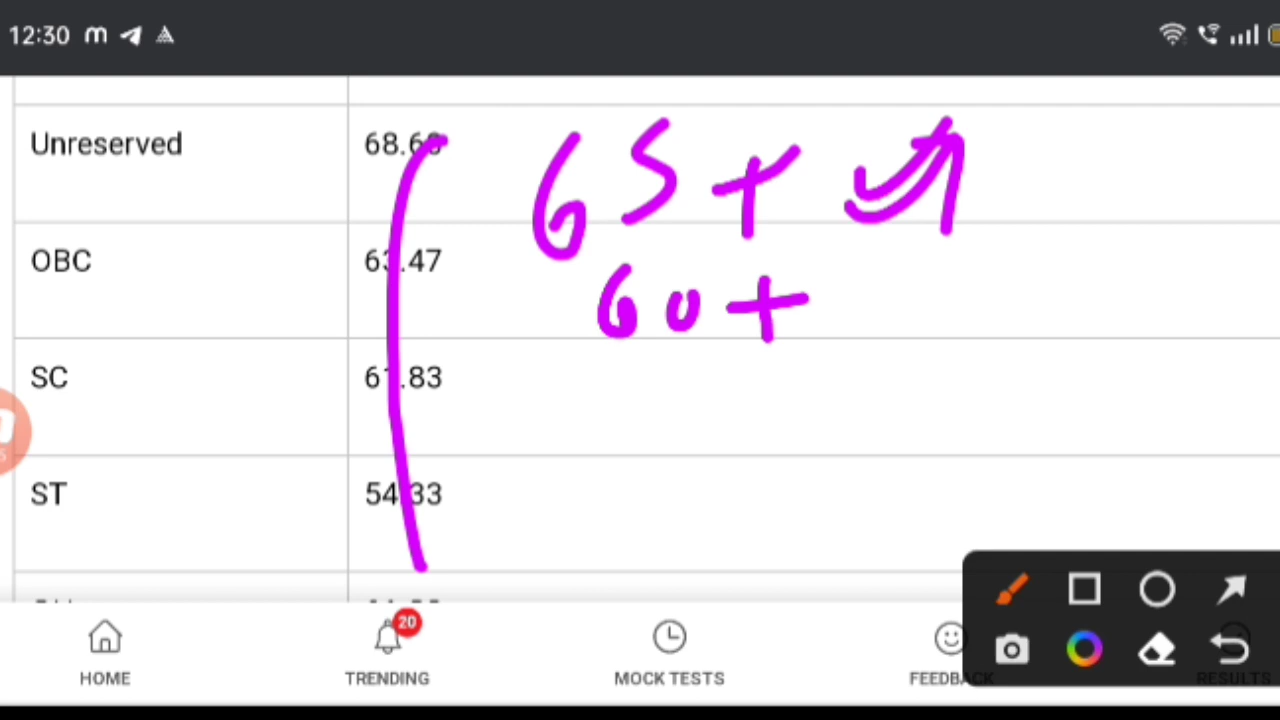 12:30
Unreserved 68.6
65+
OBC 63.47
60+
SC 61.83
ST 54.33
20
HOME TRENDING MOCK TESTS FEEDBACK RESULTS